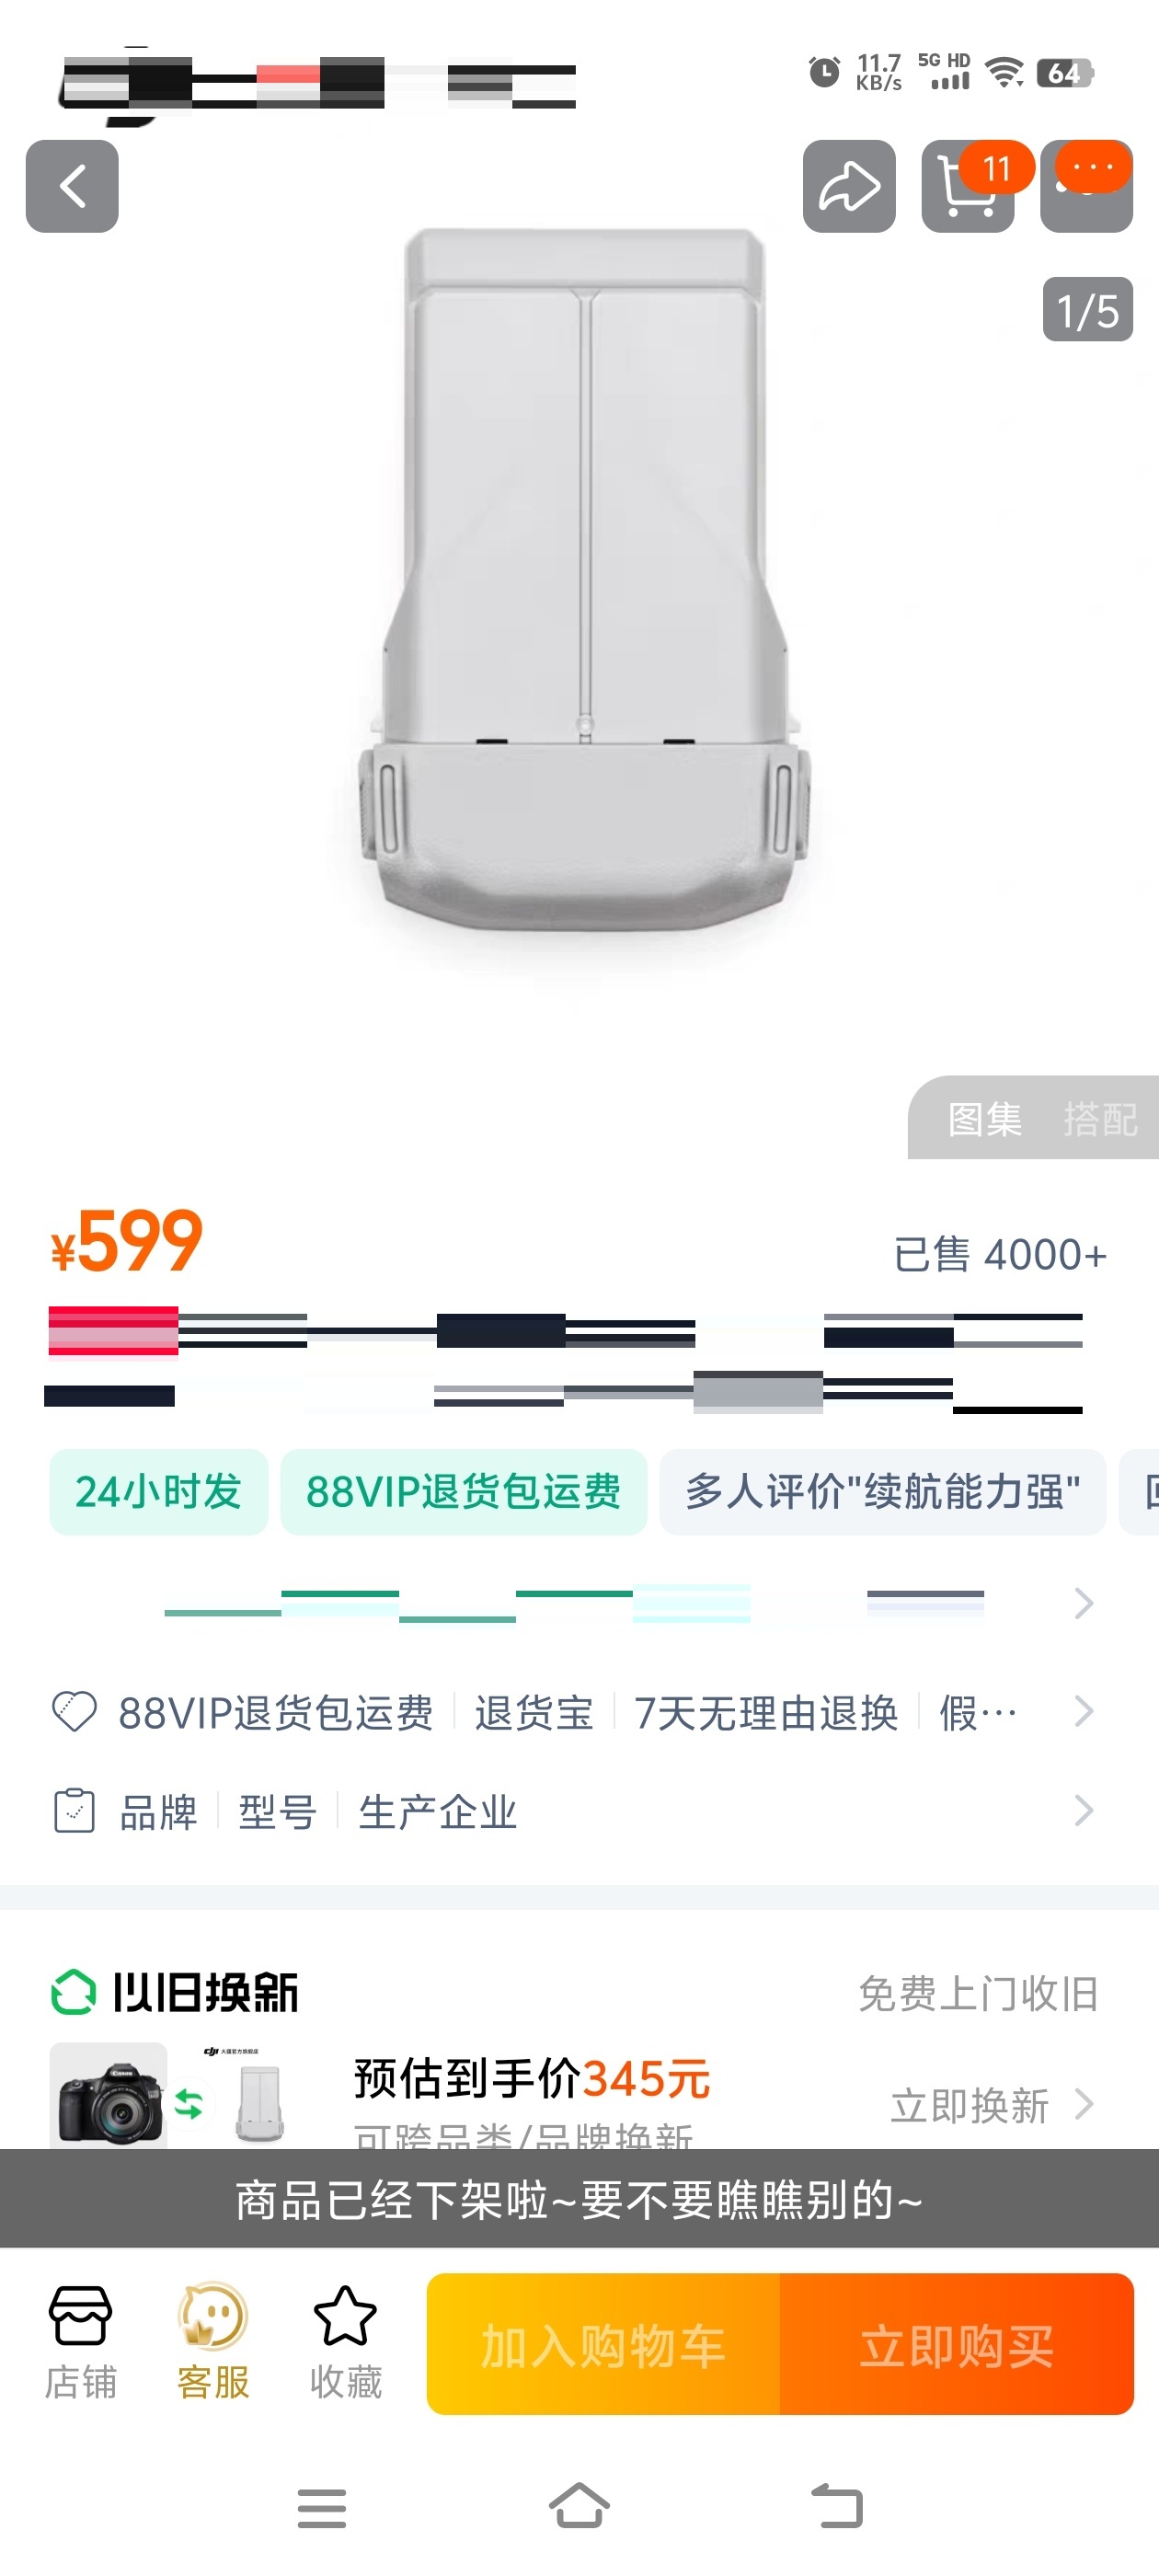 11.7 KB/s 5G HD 64
11
1/5
图集 搭配
¥599 已售 4000+
24小时发 88VIP退货包运费 多人评价"续航能力强"
88VIP退货包运费 退货宝 7天无理由退换 假…
品牌 型号 生产企业
以旧换新 免费上门收旧
预估到手价345元
可跨品类/品牌换新 立即换新
商品已经下架啦~要不要瞧瞧别的~
加入购物车 立即购买
店铺 客服 收藏